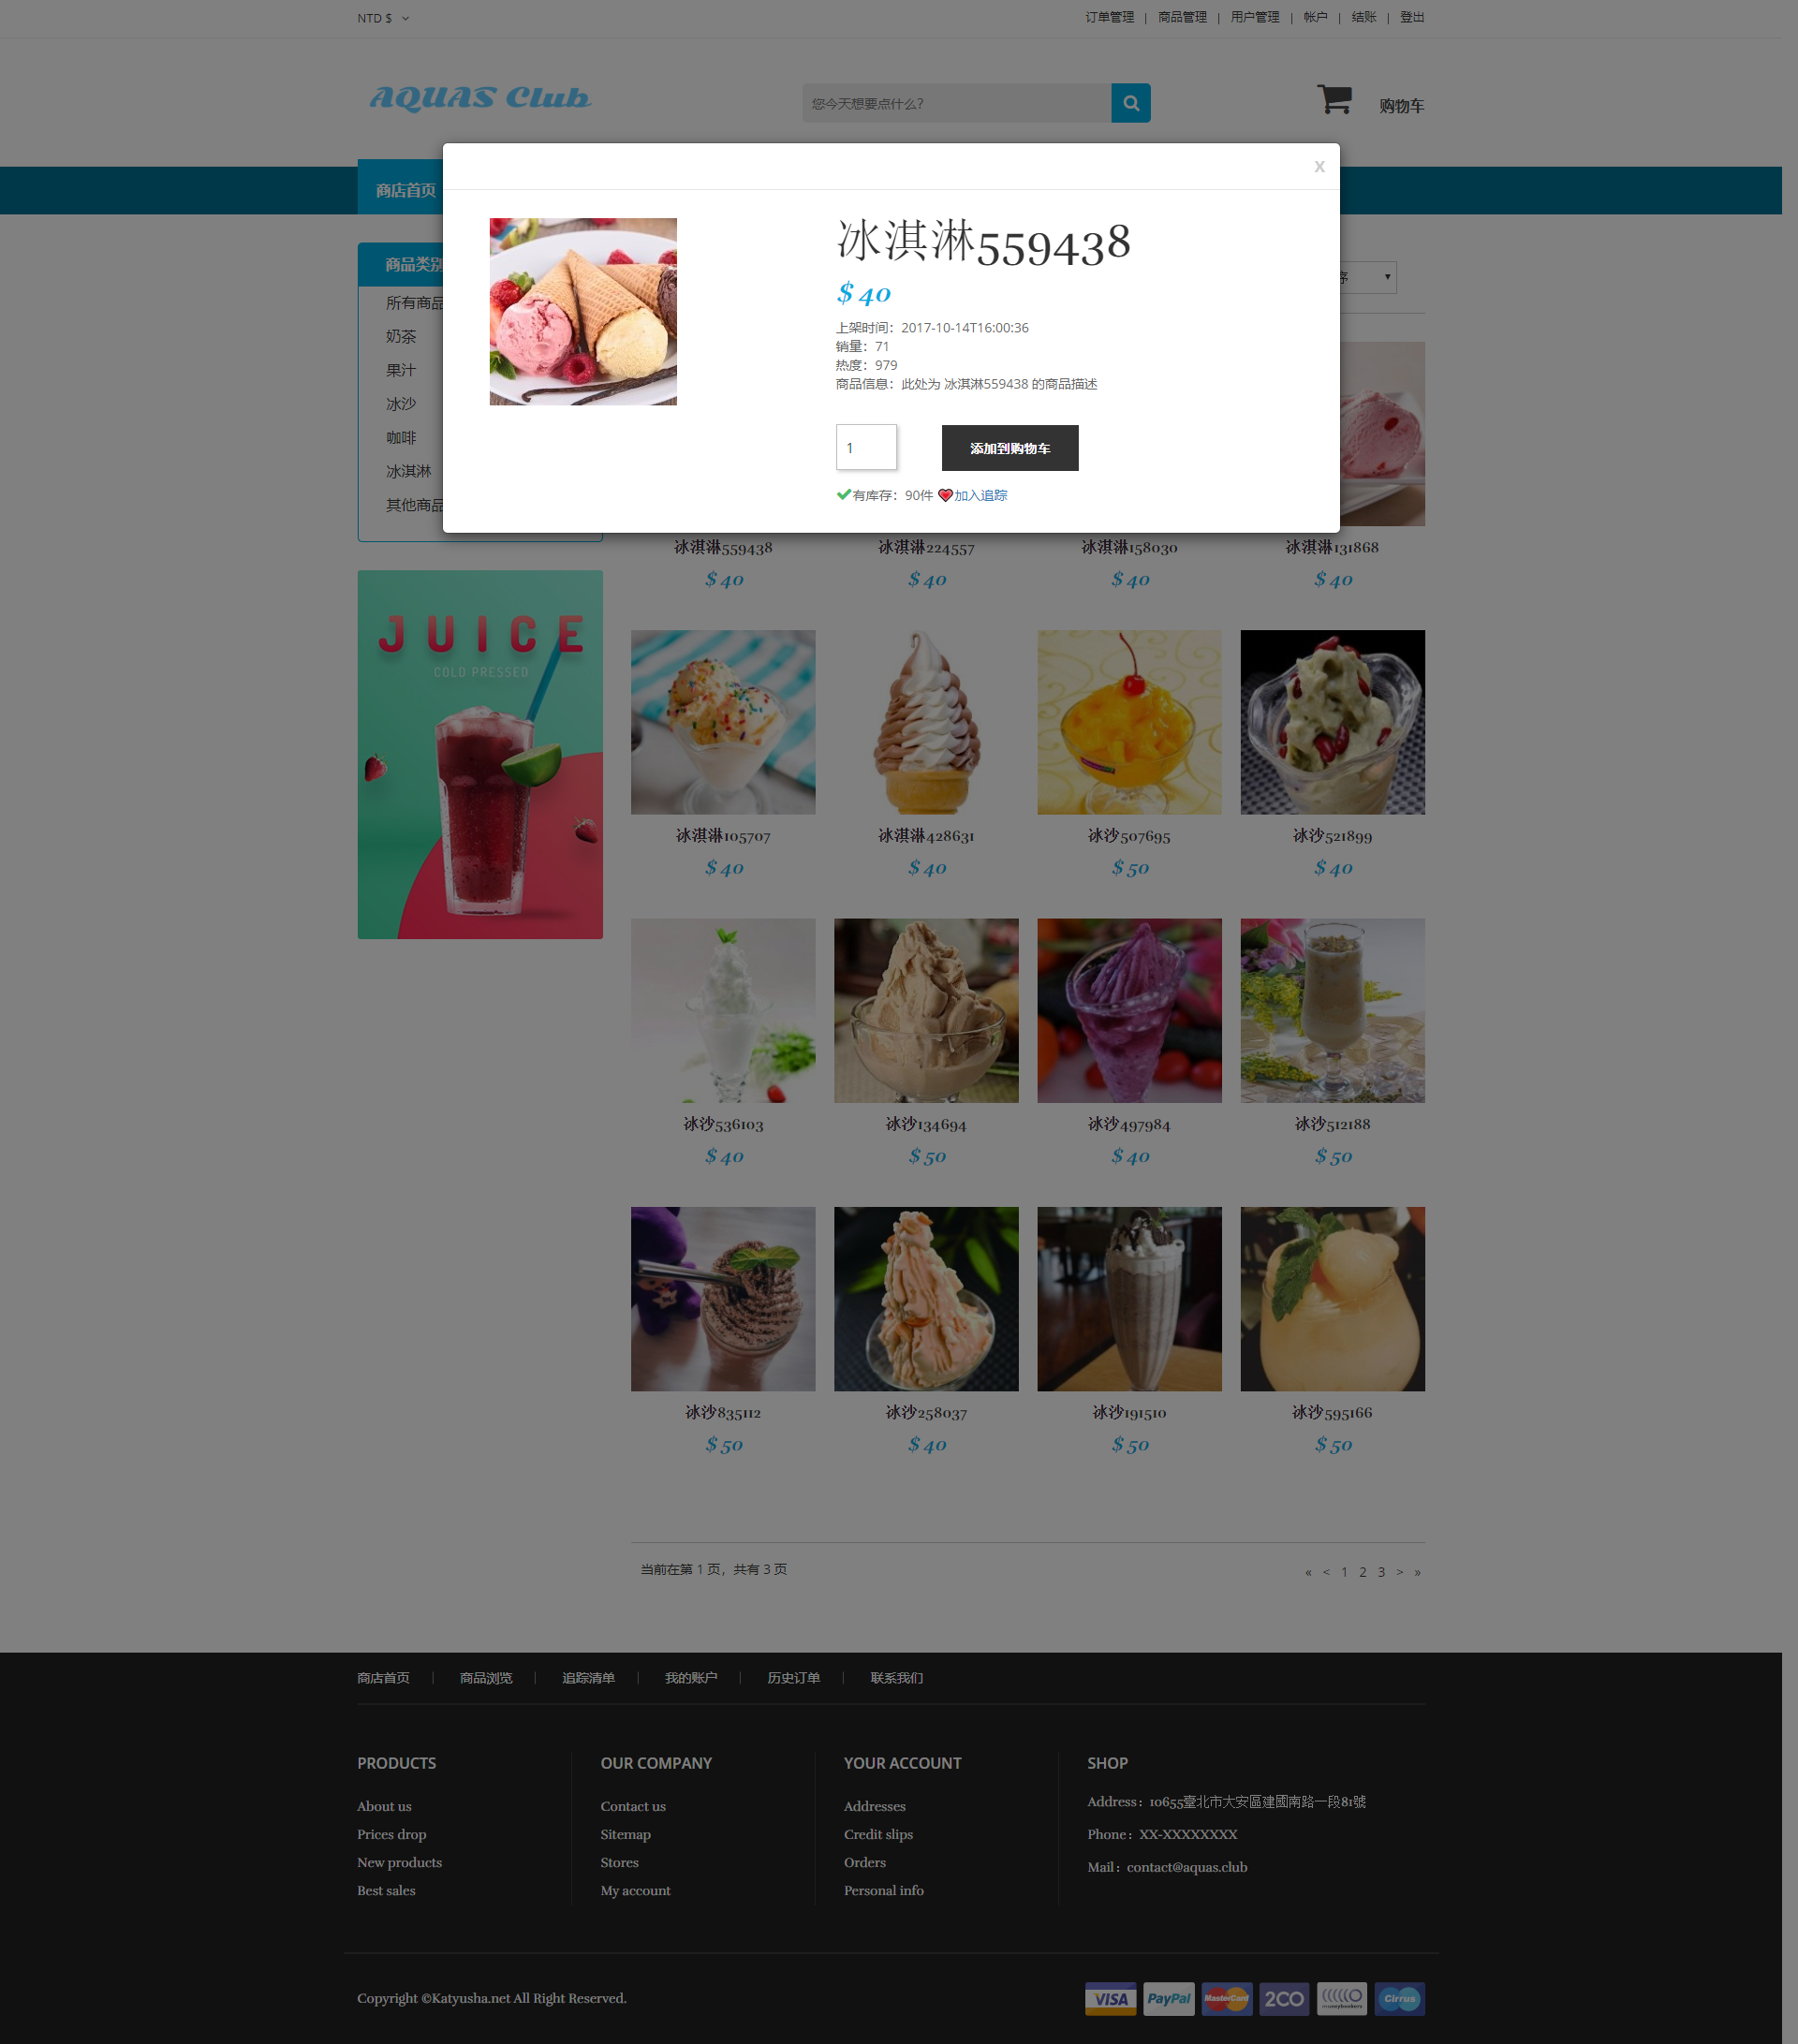 NTD $
订单管理 | 商品管理 | 用户管理 | 帐户 | 结账 | 登出
AQUAS Club
您今天想要点什么？
购物车
商店首页
x
冰淇淋559438
$ 40
上架时间：2017-10-14T16:00:36
销量：71
热度：979
商品信息：此处为 冰淇淋559438 的商品描述
1
添加到购物车
有库存：90件 加入追踪
商品类别
所有商品
奶茶
果汁
冰沙
咖啡
冰淇淋
其他商品
序
JUICE
COLD PRESSED
冰淇淋559438
$ 40
冰淇淋224557
$ 40
冰淇淋158030
$ 40
冰淇淋131868
$ 40
冰淇淋105707
$ 40
冰淇淋428631
$ 40
冰沙507695
$ 50
冰沙521899
$ 40
冰沙536103
$ 40
冰沙134694
$ 50
冰沙497984
$ 40
冰沙512188
$ 50
冰沙835112
$ 50
冰沙258037
$ 40
冰沙191510
$ 50
冰沙595166
$ 50
当前在第 1 页，共有 3 页
« < 1 2 3 > »
商店首页 | 商品浏览 | 追踪清单 | 我的账户 | 历史订单 | 联系我们
PRODUCTS
About us
Prices drop
New products
Best sales
OUR COMPANY
Contact us
Sitemap
Stores
My account
YOUR ACCOUNT
Addresses
Credit slips
Orders
Personal info
SHOP
Address：10655臺北市大安區建國南路一段81號
Phone：XX-XXXXXXXX
Mail：contact@aquas.club
Copyright ©Katyusha.net All Right Reserved.
VISA
PayPal
MasterCard
2CO
moneybookers
Cirrus